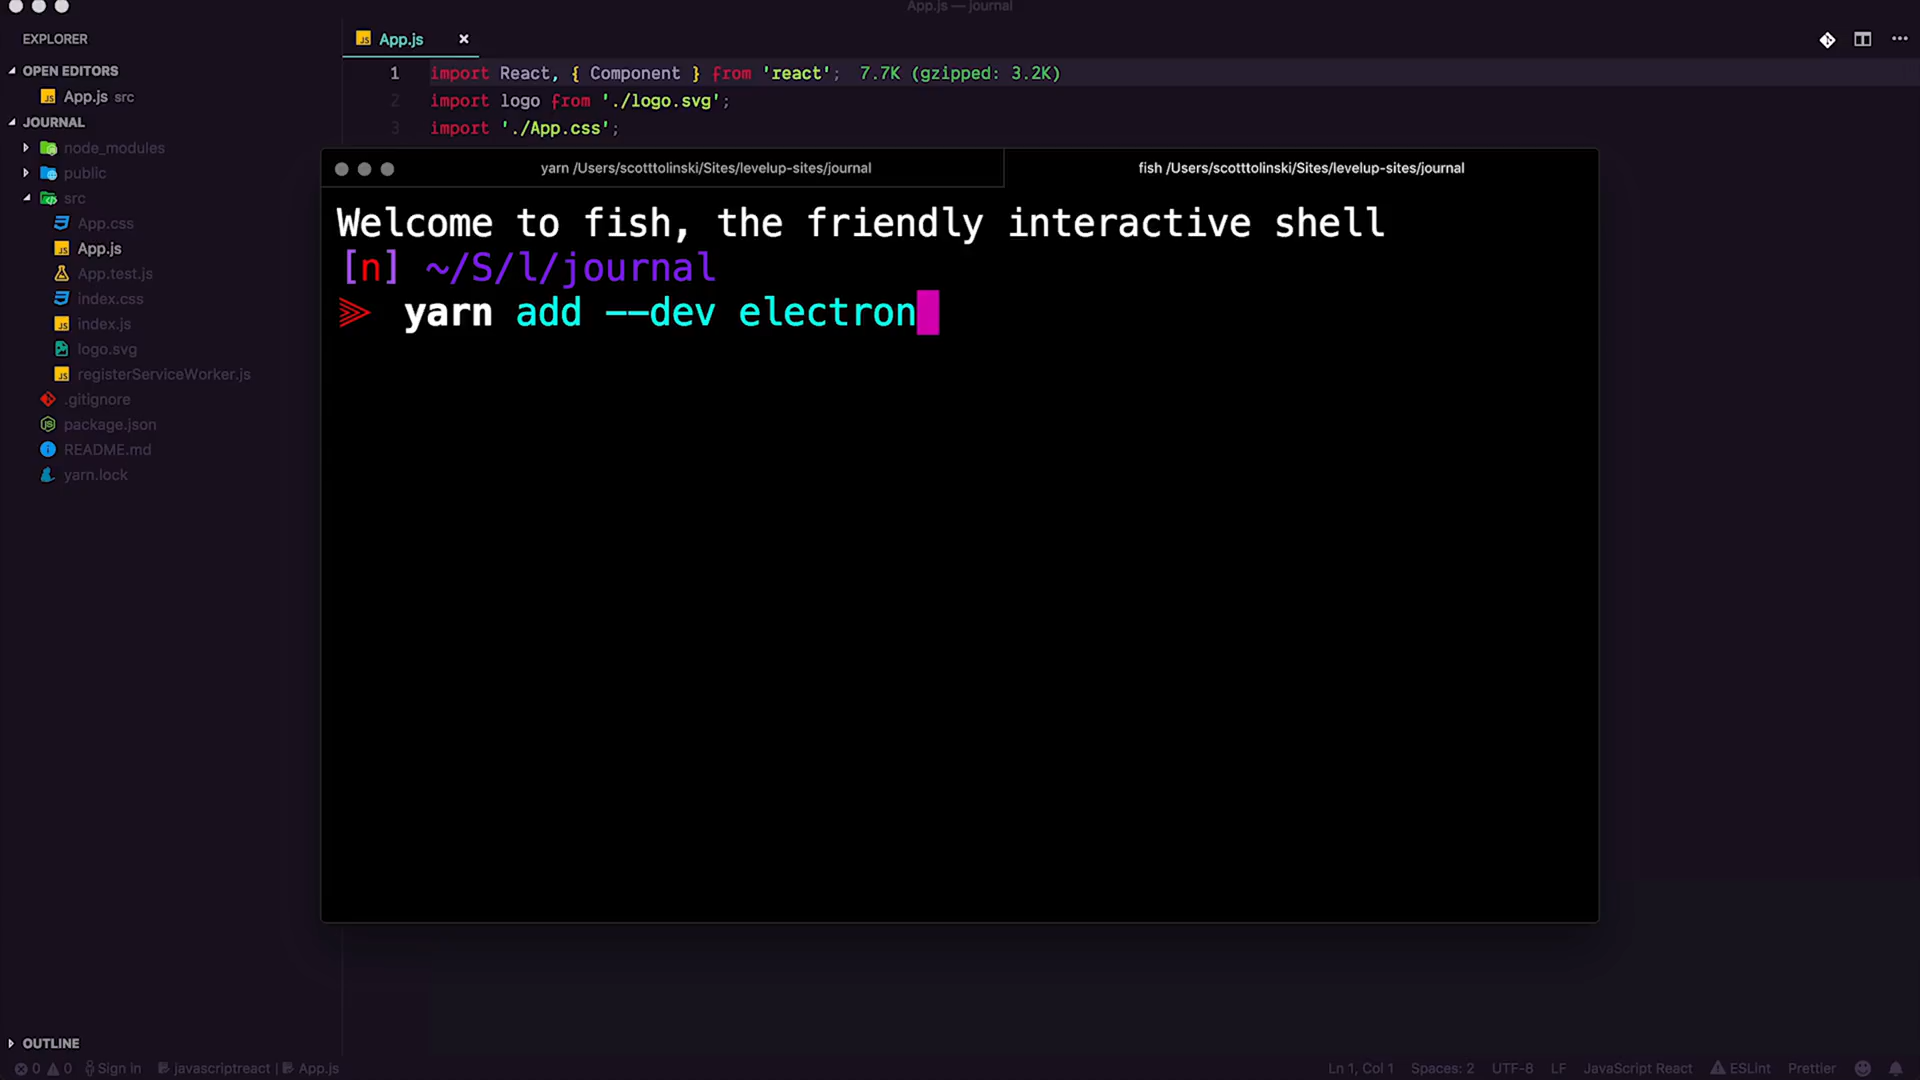 App.js — journal
EXPLORER
OPEN EDITORS
App.js src
JOURNAL
node_modules
public
src
App.css
App.js
App.test.js
index.css
index.js
logo.svg
registerServiceWorker.js
.gitignore
package.json
README.md
yarn.lock
OUTLINE
App.js
1 import React, { Component } from 'react'; 7.7K (gzipped: 3.2K)
2 import logo from './logo.svg';
3 import './App.css';
yarn /Users/scotttolinski/Sites/levelup-sites/journal
fish /Users/scotttolinski/Sites/levelup-sites/journal
Welcome to fish, the friendly interactive shell
[n] ~/S/l/journal
yarn add --dev electron
0 0 Sign in javascriptreact | App.js
Ln 1, Col 1 Spaces: 2 UTF-8 LF JavaScript React ESLint Prettier